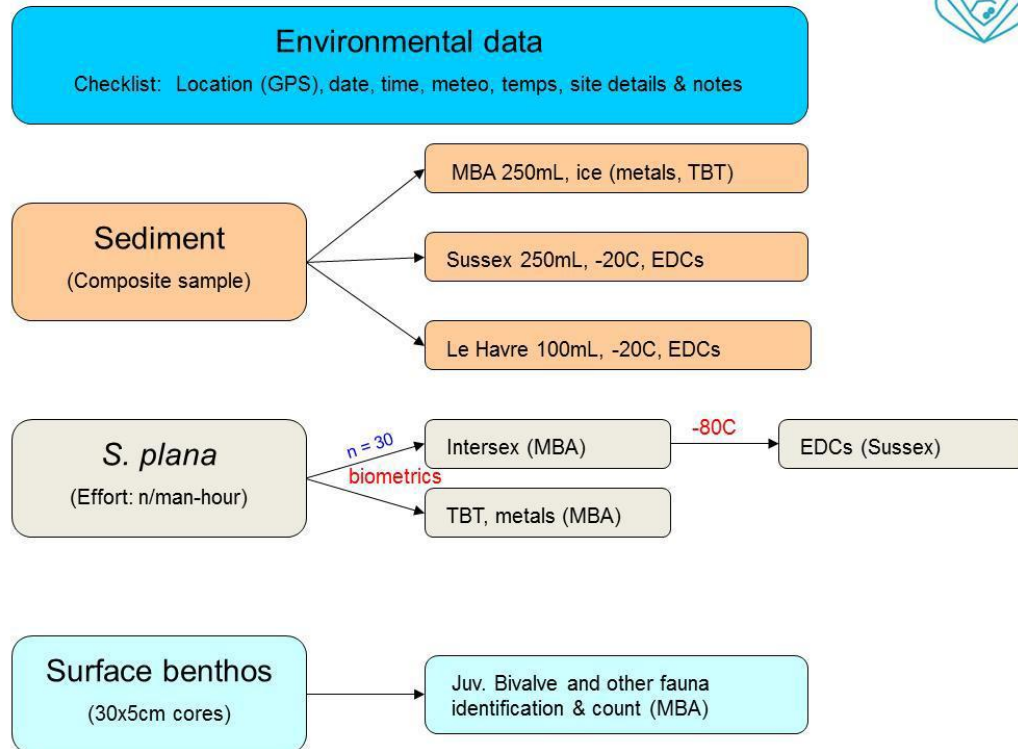 Environmental data
Checklist:  Location (GPS), date, time, meteo, temps, site details & notes
Sediment
(Composite sample)
MBA 250mL, ice (metals, TBT)
Sussex 250mL, -20C, EDCs
Le Havre 100mL, -20C, EDCs
S. plana
(Effort: n/man-hour)
n = 30
biometrics
Intersex (MBA)
-80C
EDCs (Sussex)
TBT, metals (MBA)
Surface benthos
(30x5cm cores)
Juv. Bivalve and other fauna
identification & count (MBA)